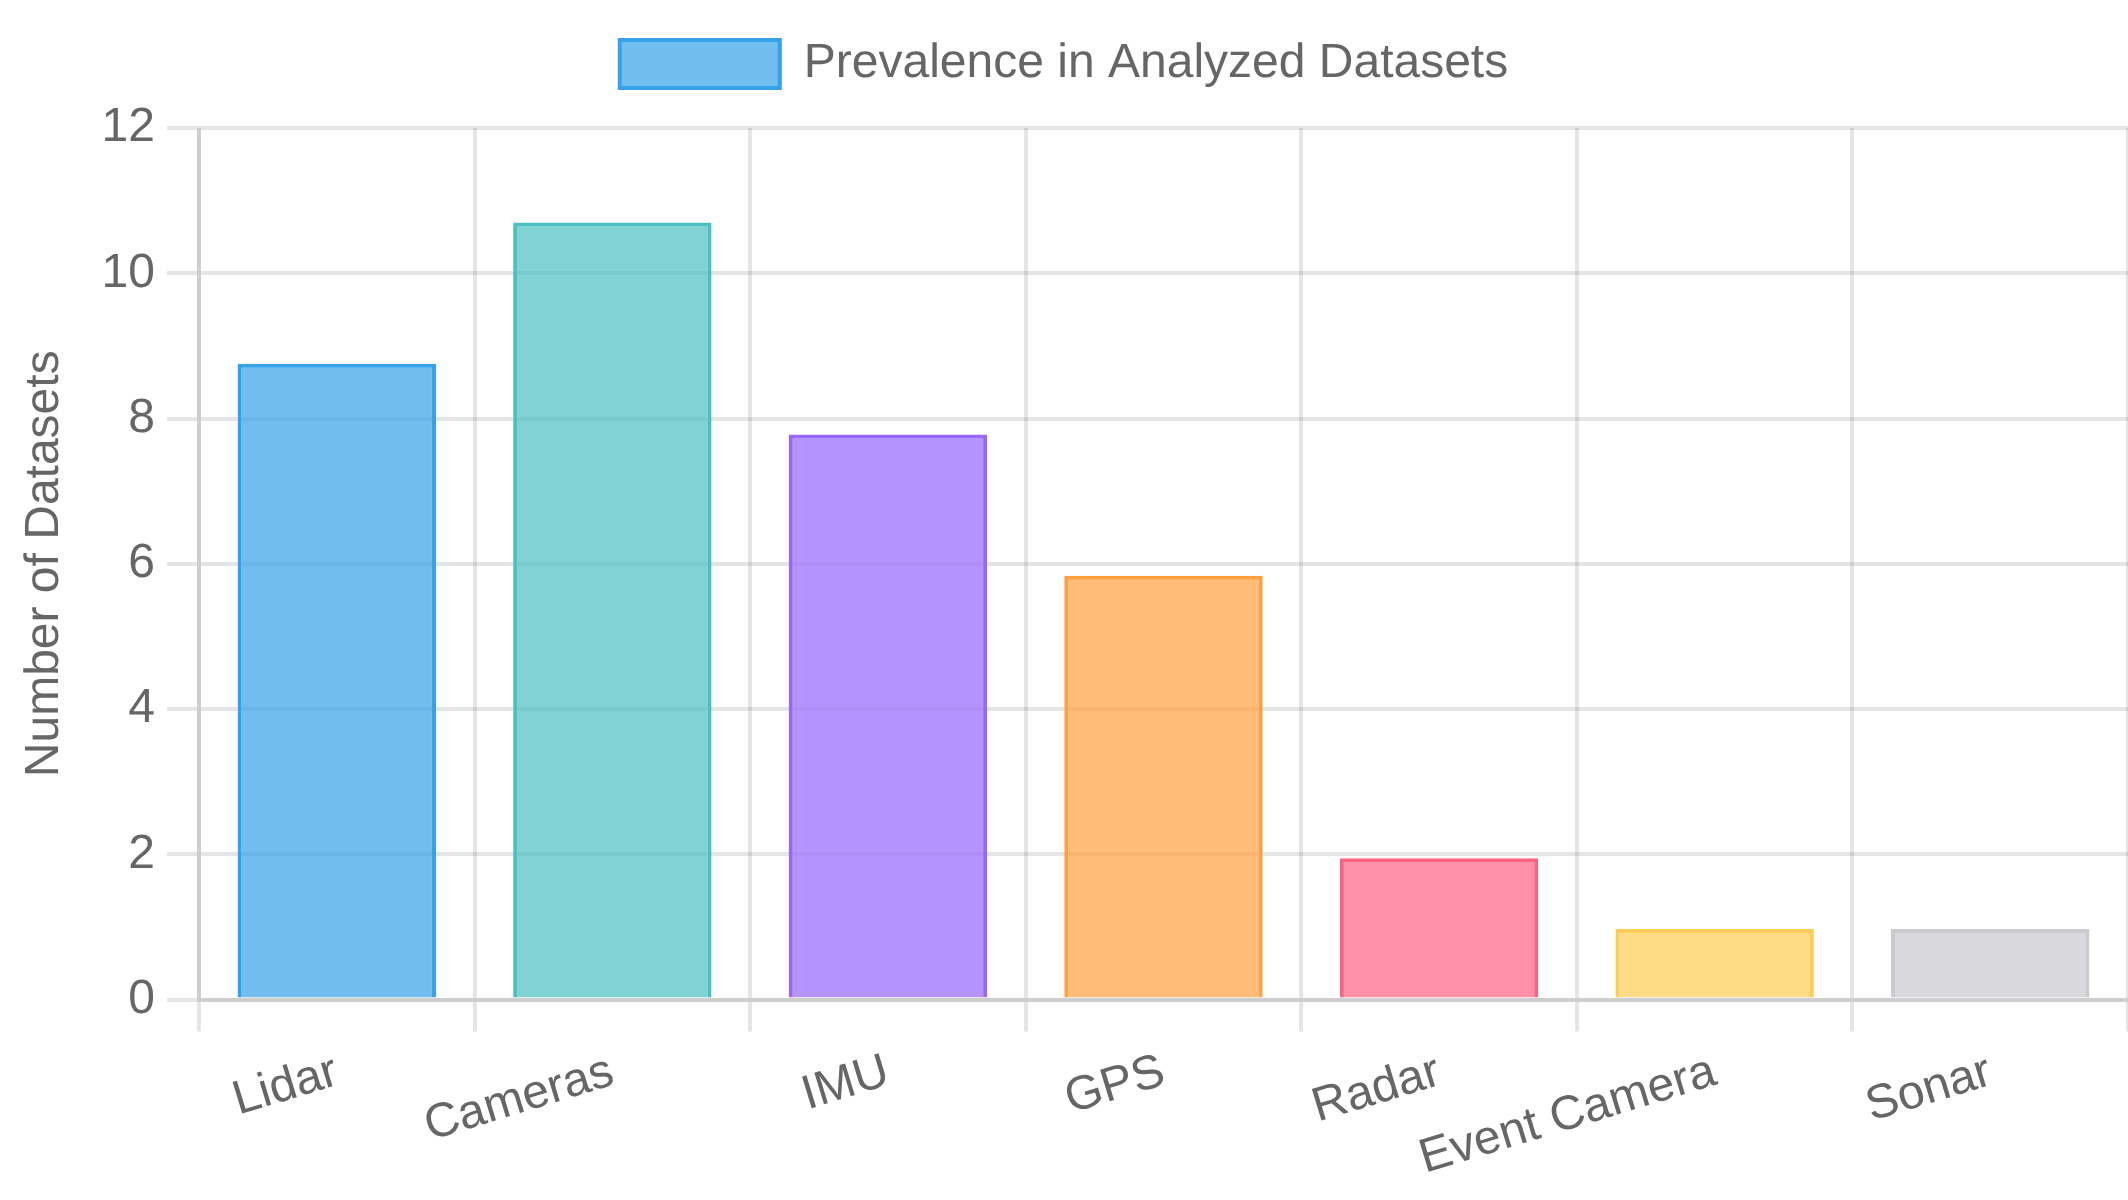 Prevalence in Analyzed Datasets
12
10
8
6
4
2
0
Number of Datasets
Lidar
Cameras
IMU
GPS
Radar
Event Camera
Sonar